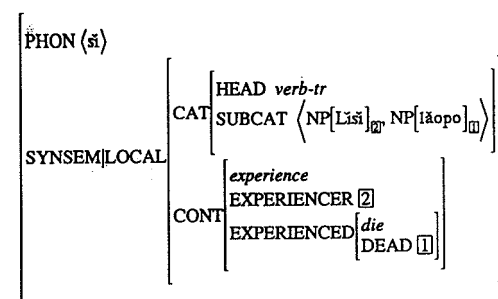 PHON ⟨sǐ⟩
SYNSEM|LOCAL
CAT
HEAD verb-tr
SUBCAT ⟨NP[Lǐsì]2, NP[lǎopo]1⟩
CONT
experience
EXPERIENCER 2
EXPERIENCED
die
DEAD 1